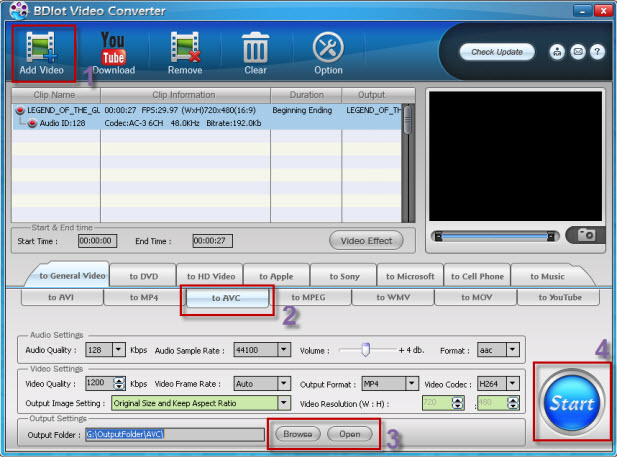 BDlot Video Converter
You
Tube
Add Video 1 Download Remove Clear Option Check Update ?
Clip Name Clip Information Duration Output
LEGEND_OF_THE_GL 00:00:27 FPS:29.97 (WxH)720x480(16:9) Beginning Ending LEGEND_OF_TH
Audio ID:128 Codec:AC-3 6CH 48.0KHz Bitrate:192.0Kb
Start & End time
Start Time : 00:00:00 End Time : 00:00:27 Video Effect
to General Video to DVD to HD Video to Apple to Sony to Microsoft to Cell Phone to Music
to AVI to MP4 to AVC to MPEG to WMV to MOV to YouTube
2
Audio Settings
Audio Quality : 128 Kbps Audio Sample Rate : 44100 Volume : + 4 db. Format : aac
4
Video Settings
Video Quality : 1200 Kbps Video Frame Rate : Auto Output Format : MP4 Video Codec : H264
Output Image Setting : Original Size and Keep Aspect Ratio Video Resolution (W : H) : 720 : 480
Start
Output Settings
Output Folder : G:\OutputFolder\AVC\ Browse Open 3